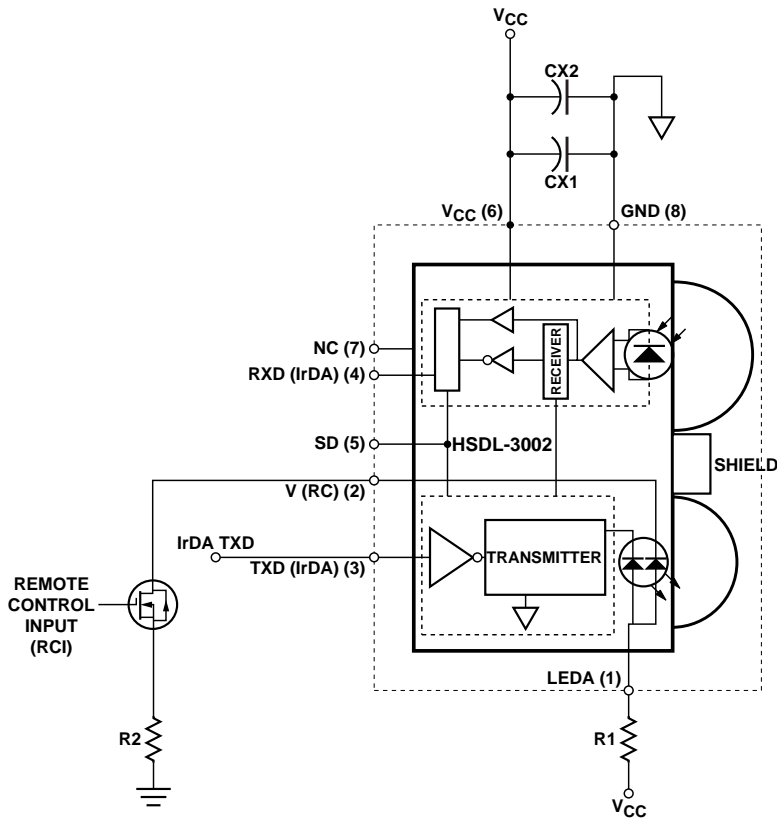 VCC
CX2
CX1
VCC (6)
GND (8)
NC (7)
RXD (IrDA) (4)
RECEIVER
SD (5)
HSDL-3002
SHIELD
V (RC) (2)
IrDA TXD
TXD (IrDA) (3)
TRANSMITTER
REMOTE
CONTROL
INPUT
(RCI)
LEDA (1)
R2
R1
VCC